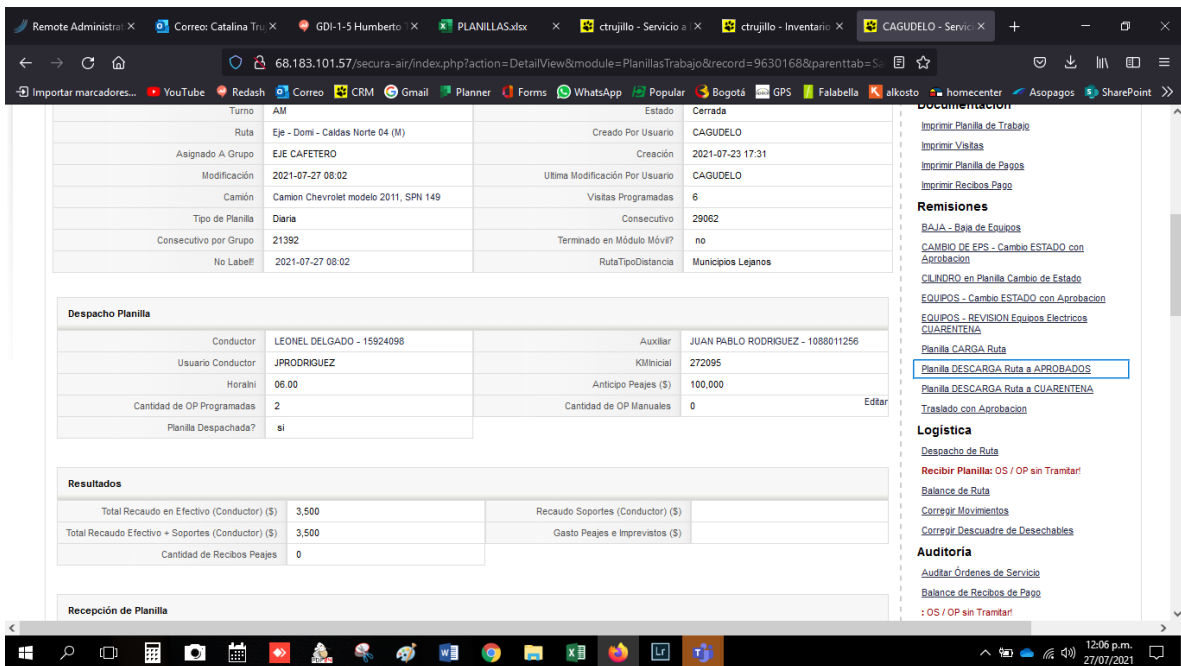 Remote Administrat
Correo: Catalina Tru
GDI-1-5 Humberto T
PLANILLAS.xlsx
ctrujillo - Servicio a l
ctrujillo - Inventario
CAGUDELO - Servici
68.183.101.57/secura-air/index.php?action=DetailView&module=PlanillasTrabajo&record=9630168&parenttab=Sa
Importar marcadores... YouTube Redash Correo CRM Gmail Planner Forms WhatsApp Popular Bogotá GPS Falabella alkosto homecenter Asopagos SharePoint
Turno AM Estado Cerrada
Ruta Eje - Domi - Caldas Norte 04 (M) Creado Por Usuario CAGUDELO
Asignado A Grupo EJE CAFETERO Creación 2021-07-23 17:31
Modificación 2021-07-27 08:02 Ultima Modificación Por Usuario CAGUDELO
Camión Camion Chevrolet modelo 2011, SPN 149 Visitas Programadas 6
Tipo de Planilla Diaria Consecutivo 29062
Consecutivo por Grupo 21392 Terminado en Módulo Móvil? no
No Label!! 2021-07-27 08:02 RutaTipoDistancia Municipios Lejanos
Despacho Planilla
Conductor LEONEL DELGADO - 15924098 Auxiliar JUAN PABLO RODRIGUEZ - 1088011256
Usuario Conductor JPRODRIGUEZ KMInicial 272095
HoraIni 06.00 Anticipo Peajes ($) 100,000
Cantidad de OP Programadas 2 Cantidad de OP Manuales 0 Editar
Planilla Despachada? si
Resultados
Total Recaudo en Efectivo (Conductor) ($) 3,500 Recaudo Soportes (Conductor) ($)
Total Recaudo Efectivo + Soportes (Conductor) ($) 3,500 Gasto Peajes e Imprevistos ($)
Cantidad de Recibos Peajes 0
Recepción de Planilla
Documentación
Imprimir Planilla de Trabajo
Imprimir Visitas
Imprimir Planilla de Pagos
Imprimir Recibos Pago
Remisiones
BAJA - Baja de Equipos
CAMBIO DE EPS - Cambio ESTADO con
Aprobacion
CILINDRO en Planilla Cambio de Estado
EQUIPOS - Cambio ESTADO con Aprobacion
EQUIPOS - REVISION Equipos Electricos
CUARENTENA
Planilla CARGA Ruta
Planilla DESCARGA Ruta a APROBADOS
Planilla DESCARGA Ruta a CUARENTENA
Traslado con Aprobacion
Logística
Despacho de Ruta
Recibir Planilla: OS / OP sin Tramitar!
Balance de Ruta
Corregir Movimientos
Corregir Descuadre de Desechables
Auditoría
Auditar Órdenes de Servicio
Balance de Recibos de Pago
: OS / OP sin Tramitar!
Lr
12:06 p.m.
27/07/2021